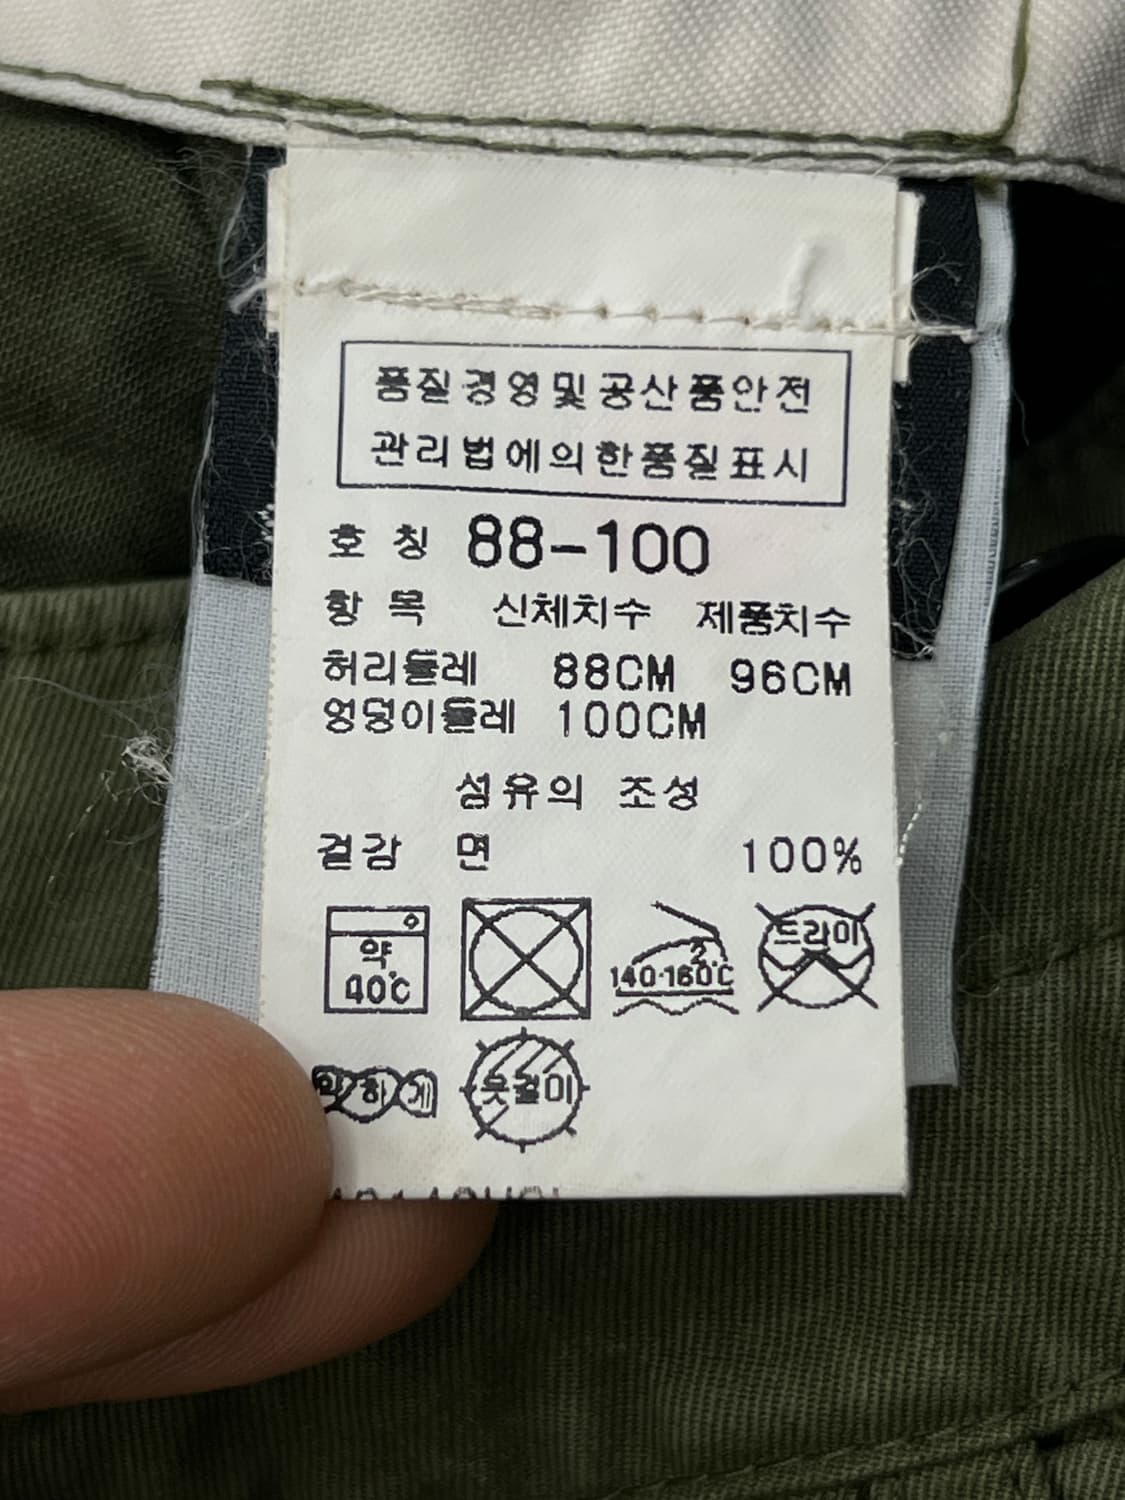 품질경영및공산품안전
관리법에의한품질표시
호 칭 88-100
항 목 신체치수 제품치수
허리둘레 88CM 96CM
엉덩이둘레 100CM
섬유의 조성
겉감 면 100%
약
40℃
2.
140-160℃
드라이
약하게
옷걸이